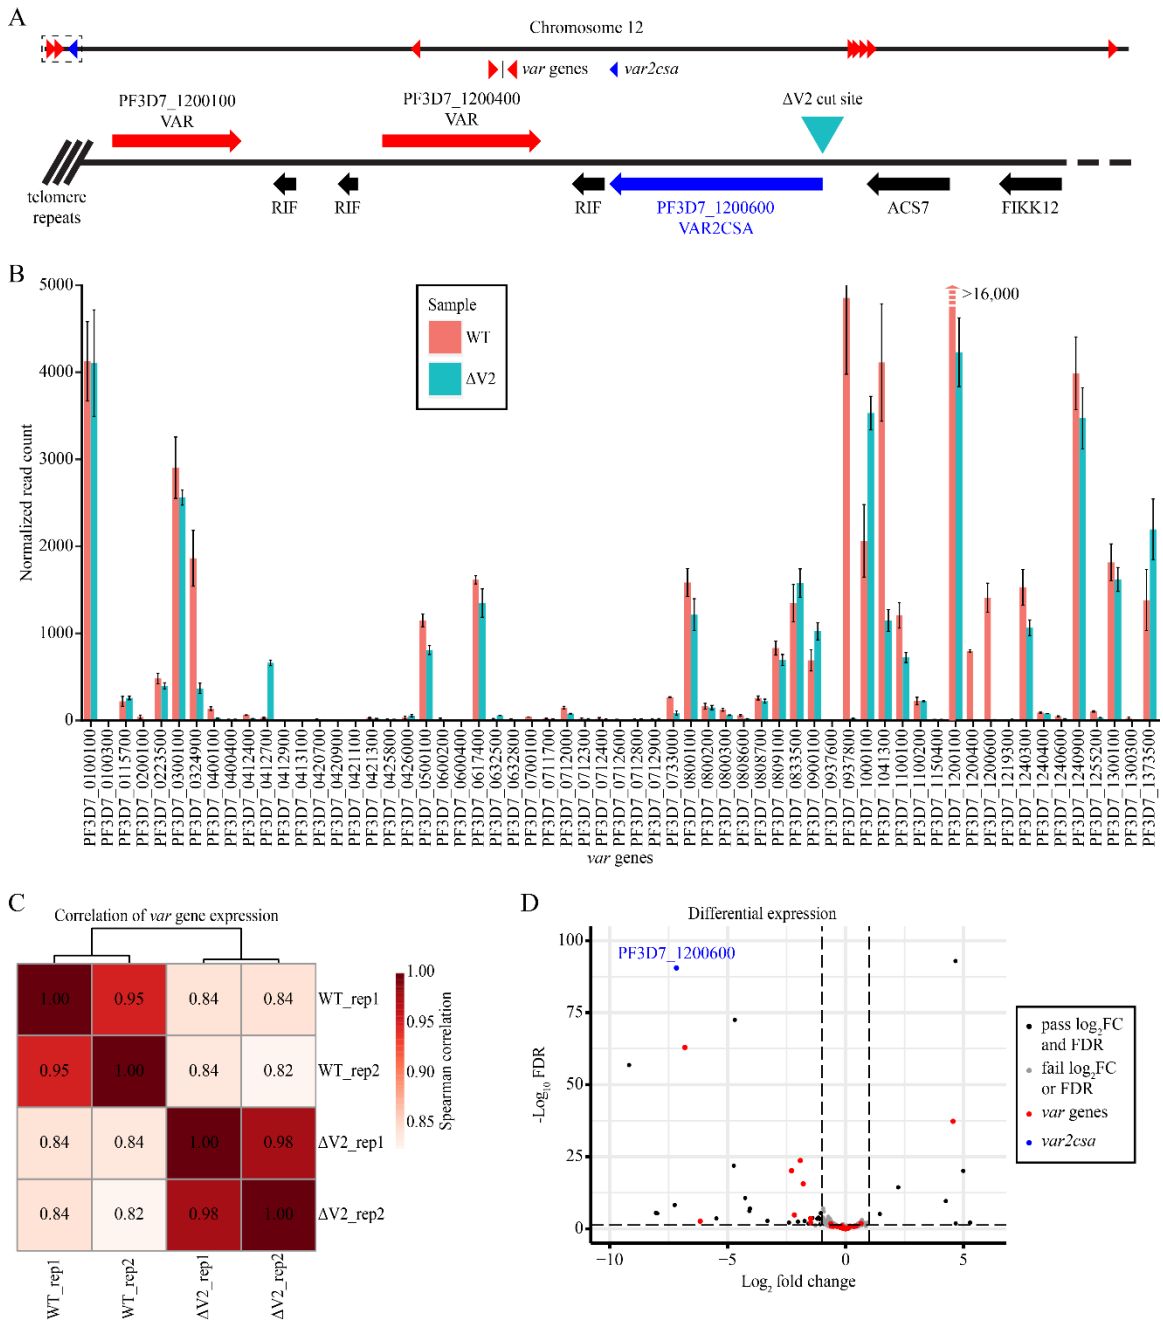 A
Chromosome 12
var genes
var2csa
PF3D7_1200100
VAR
PF3D7_1200400
VAR
ΔV2 cut site
telomere
repeats
RIF
RIF
RIF
PF3D7_1200600
VAR2CSA
ACS7
FIKK12
B
5000
4000
3000
2000
1000
0
Normalized read count
Sample
WT
ΔV2
>16,000
PF3D7_0100100
PF3D7_0100300
PF3D7_0115700
PF3D7_0200100
PF3D7_0223500
PF3D7_0300100
PF3D7_0324900
PF3D7_0400100
PF3D7_0400400
PF3D7_0412400
PF3D7_0412700
PF3D7_0412900
PF3D7_0413100
PF3D7_0420700
PF3D7_0420900
PF3D7_0421100
PF3D7_0421300
PF3D7_0425800
PF3D7_0426000
PF3D7_0500100
PF3D7_0600200
PF3D7_0600400
PF3D7_0617400
PF3D7_0632500
PF3D7_0632800
PF3D7_0700100
PF3D7_0711700
PF3D7_0712000
PF3D7_0712300
PF3D7_0712400
PF3D7_0712600
PF3D7_0712800
PF3D7_0712900
PF3D7_0733000
PF3D7_0800100
PF3D7_0800200
PF3D7_0800300
PF3D7_0808600
PF3D7_0808700
PF3D7_0809100
PF3D7_0833500
PF3D7_0900100
PF3D7_0937600
PF3D7_0937800
PF3D7_1000100
PF3D7_1041300
PF3D7_1100100
PF3D7_1100200
PF3D7_1150400
PF3D7_1200100
PF3D7_1200400
PF3D7_1200600
PF3D7_1219300
PF3D7_1240300
PF3D7_1240400
PF3D7_1240600
PF3D7_1240900
PF3D7_1255200
PF3D7_1300100
PF3D7_1300300
PF3D7_1373500
var genes
C
Correlation of var gene expression
1.00 0.95 0.84 0.84 WT_rep1
0.95 1.00 0.84 0.82 WT_rep2
0.84 0.84 1.00 0.98 ΔV2_rep1
0.84 0.82 0.98 1.00 ΔV2_rep2
WT_rep1
WT_rep2
ΔV2_rep1
ΔV2_rep2
1.00
0.95
0.90
0.85
Spearman correlation
D
Differential expression
PF3D7_1200600
100
75
50
25
0
-Log10 FDR
−10
−5
0
5
Log2 fold change
pass log2FC
and FDR
fail log2FC
or FDR
var genes
var2csa